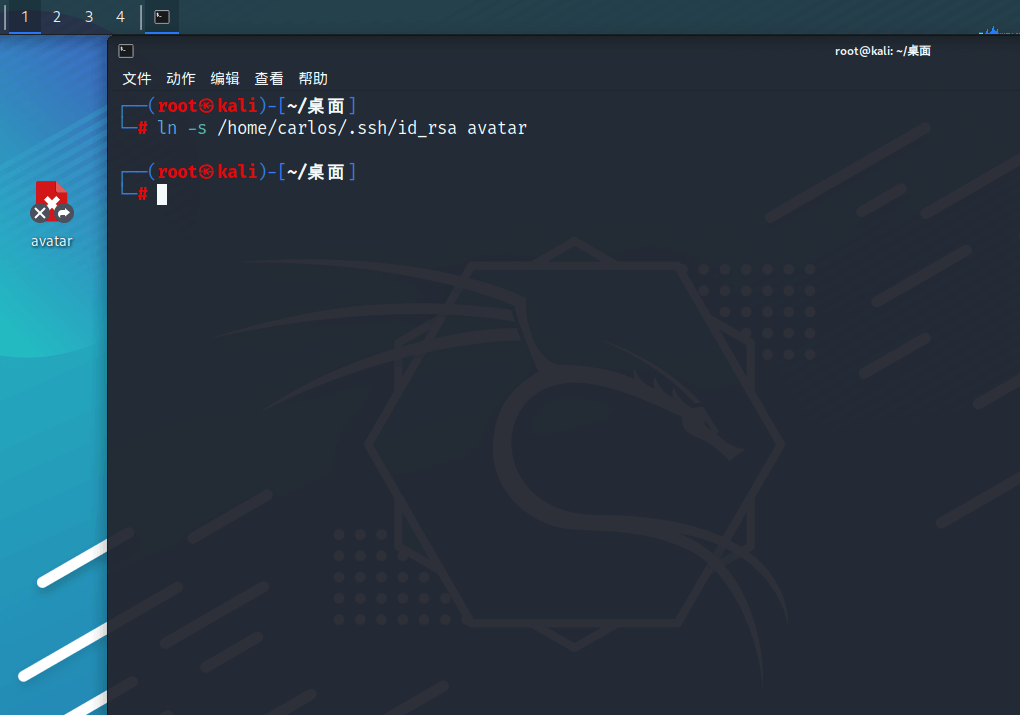 1 2 3 4
root@kali: ~/桌面
文件 动作 编辑 查看 帮助
┌──(root㉿kali)-[~/桌面]
└─# ln -s /home/carlos/.ssh/id_rsa avatar
┌──(root㉿kali)-[~/桌面]
└─#
avatar